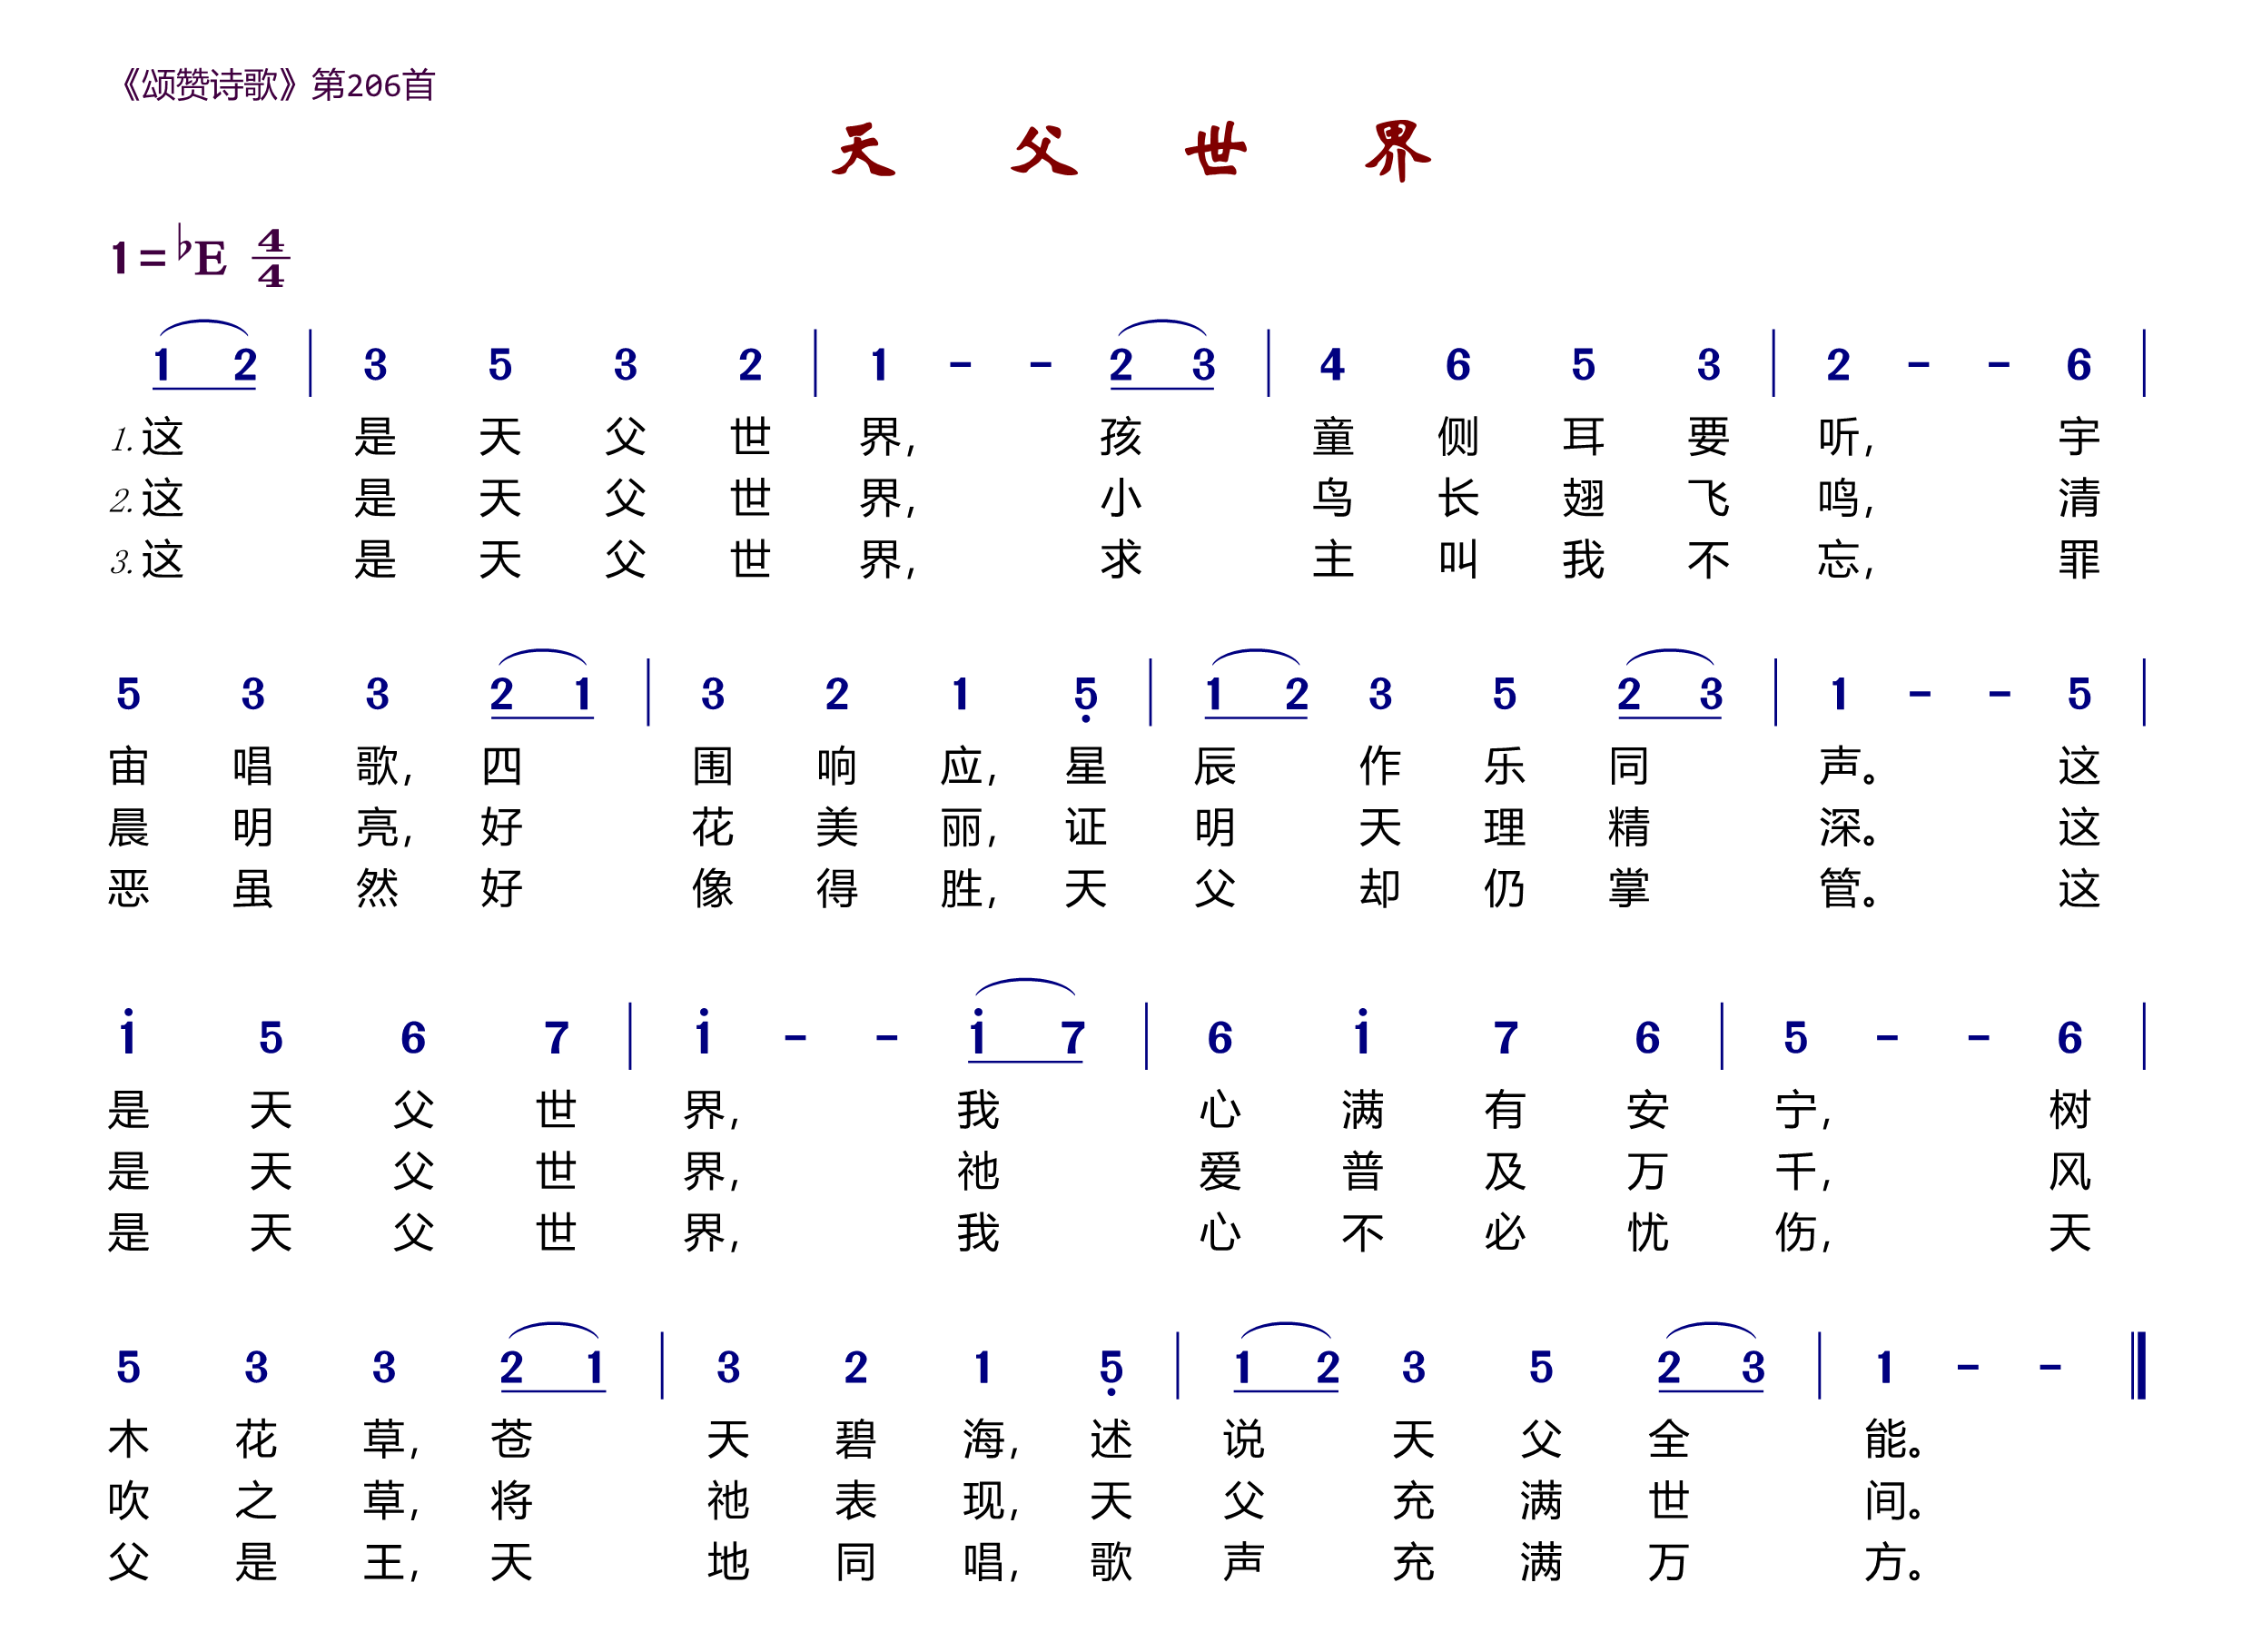 《颂赞诗歌》第206首
天 父 世 界
1=♭E 4/4
1 2 | 3 5 3 2 | 1 - - 2 3 | 4 6 5 3 | 2 - - 6 |
1.这 是 天 父 世 界, 孩 童 侧 耳 要 听, 宇
2.这 是 天 父 世 界, 小 鸟 长 翅 飞 鸣, 清
3.这 是 天 父 世 界, 求 主 叫 我 不 忘, 罪
5 3 3 2 1 | 3 2 1 5̣ | 1 2 3 5 2 3 | 1 - - 5 |
宙 唱 歌, 四 围 响 应, 星 辰 作 乐 同 声。 这
晨 明 亮, 好 花 美 丽, 证 明 天 理 精 深。 这
恶 虽 然 好 像 得 胜, 天 父 却 仍 掌 管。 这
1̇ 5 6 7 | 1̇ - - 1̇ 7 | 6 1̇ 7 6 | 5 - - 6 |
是 天 父 世 界, 我 心 满 有 安 宁, 树
是 天 父 世 界, 祂 爱 普 及 万 千, 风
是 天 父 世 界, 我 心 不 必 忧 伤, 天
5 3 3 2 1 | 3 2 1 5̣ | 1 2 3 5 2 3 | 1 - - ‖
木 花 草, 苍 天 碧 海, 述 说 天 父 全 能。
吹 之 草, 将 祂 表 现, 天 父 充 满 世 间。
父 是 王, 天 地 同 唱, 歌 声 充 满 万 方。